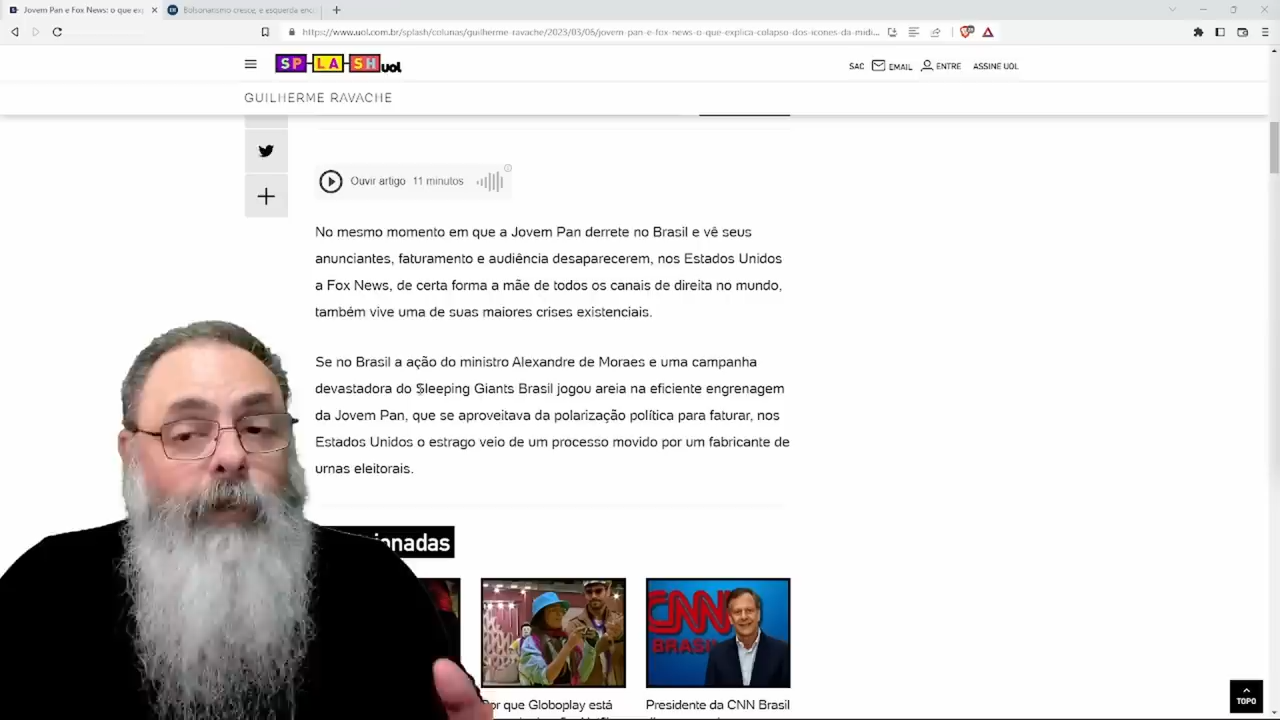 Jovem Pan e Fox News: o que exp
Bolsonarismo cresce, e esquerda enc
https://www.uol.com.br/splash/colunas/guilherme-ravache/2023/03/06/jovem-pan-e-fox-news-o-que-explica-colapso-dos-icones-da-midi...
SPLASH uol
SAC EMAIL ENTRE ASSINE UOL
GUILHERME RAVACHE
Ouvir artigo 11 minutos
No mesmo momento em que a Jovem Pan derrete no Brasil e vê seus
anunciantes, faturamento e audiência desaparecerem, nos Estados Unidos
a Fox News, de certa forma a mãe de todos os canais de direita no mundo,
também vive uma de suas maiores crises existenciais.
Se no Brasil a ação do ministro Alexandre de Moraes e uma campanha
devastadora do Sleeping Giants Brasil jogou areia na eficiente engrenagem
da Jovem Pan, que se aproveitava da polarização política para faturar, nos
Estados Unidos o estrago veio de um processo movido por um fabricante de
urnas eleitorais.
ionadas
CNN
BRASIL
Por que Globoplay está
Presidente da CNN Brasil
TOPO